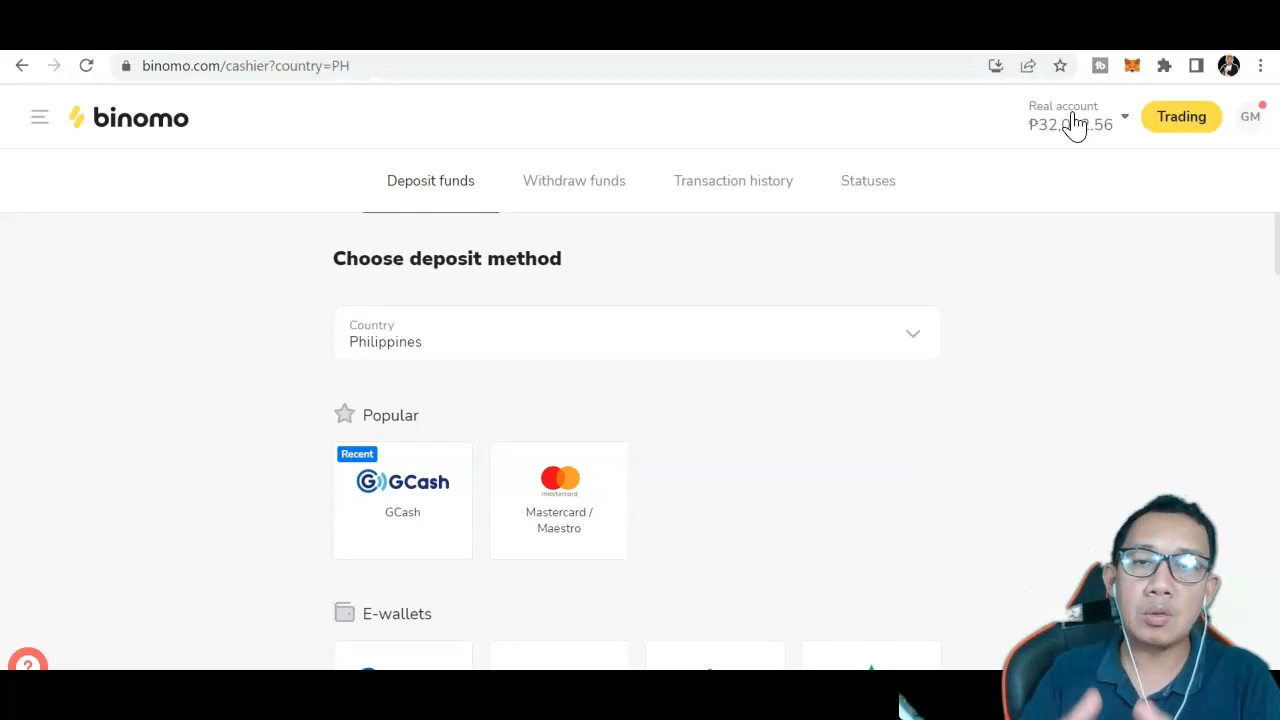 binomo.com/cashier?country=PH
binomo
Real account
Trading
GM
Deposit funds
Withdraw funds
Transaction history
Statuses
Choose deposit method
Country
Philippines
Popular
Recent
GCash
GCash
mastercard
Mastercard /
Maestro
E-wallets
?